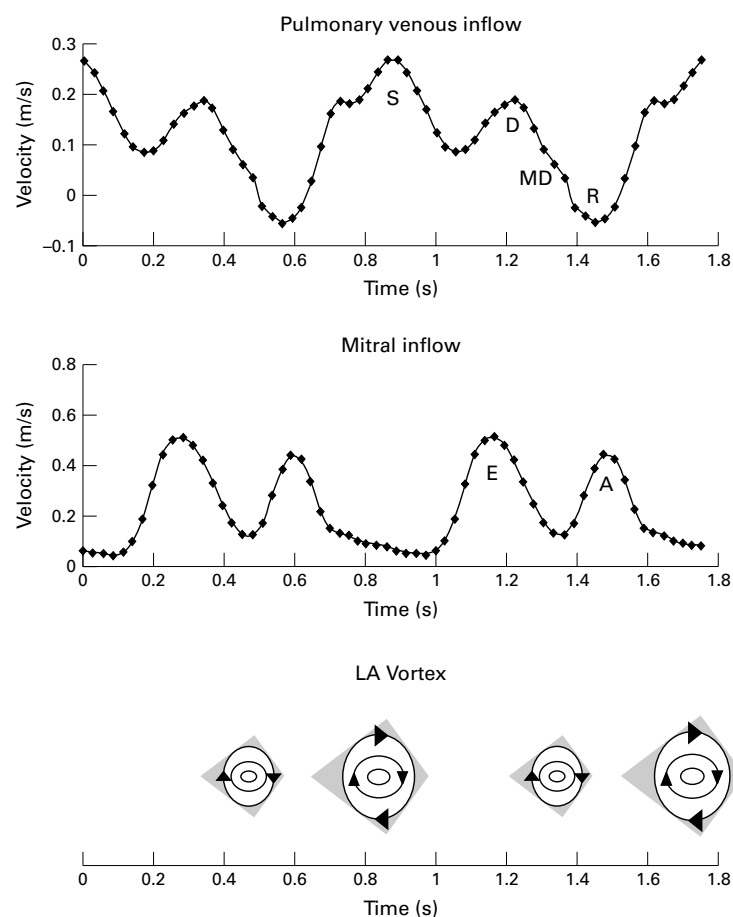 Pulmonary venous inflow
0.3
0.2
0.1
0
–0.1
Velocity (m/s)
S
D
MD
R
0 0.2 0.4 0.6 0.8 1 1.2 1.4 1.6 1.8
Time (s)
Mitral inflow
0.8
0.6
0.4
0.2
0
Velocity (m/s)
E
A
0 0.2 0.4 0.6 0.8 1 1.2 1.4 1.6 1.8
Time (s)
LA Vortex
0 0.2 0.4 0.6 0.8 1 1.2 1.4 1.6 1.8
Time (s)